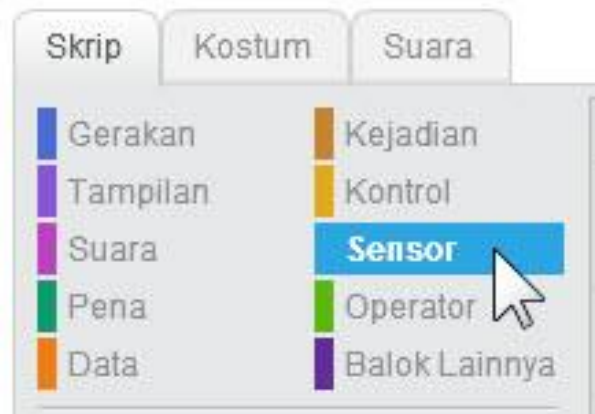 Skrip Kostum Suara
Gerakan Kejadian
Tampilan Kontrol
Suara Sensor
Pena Operator
Data Balok Lainnya